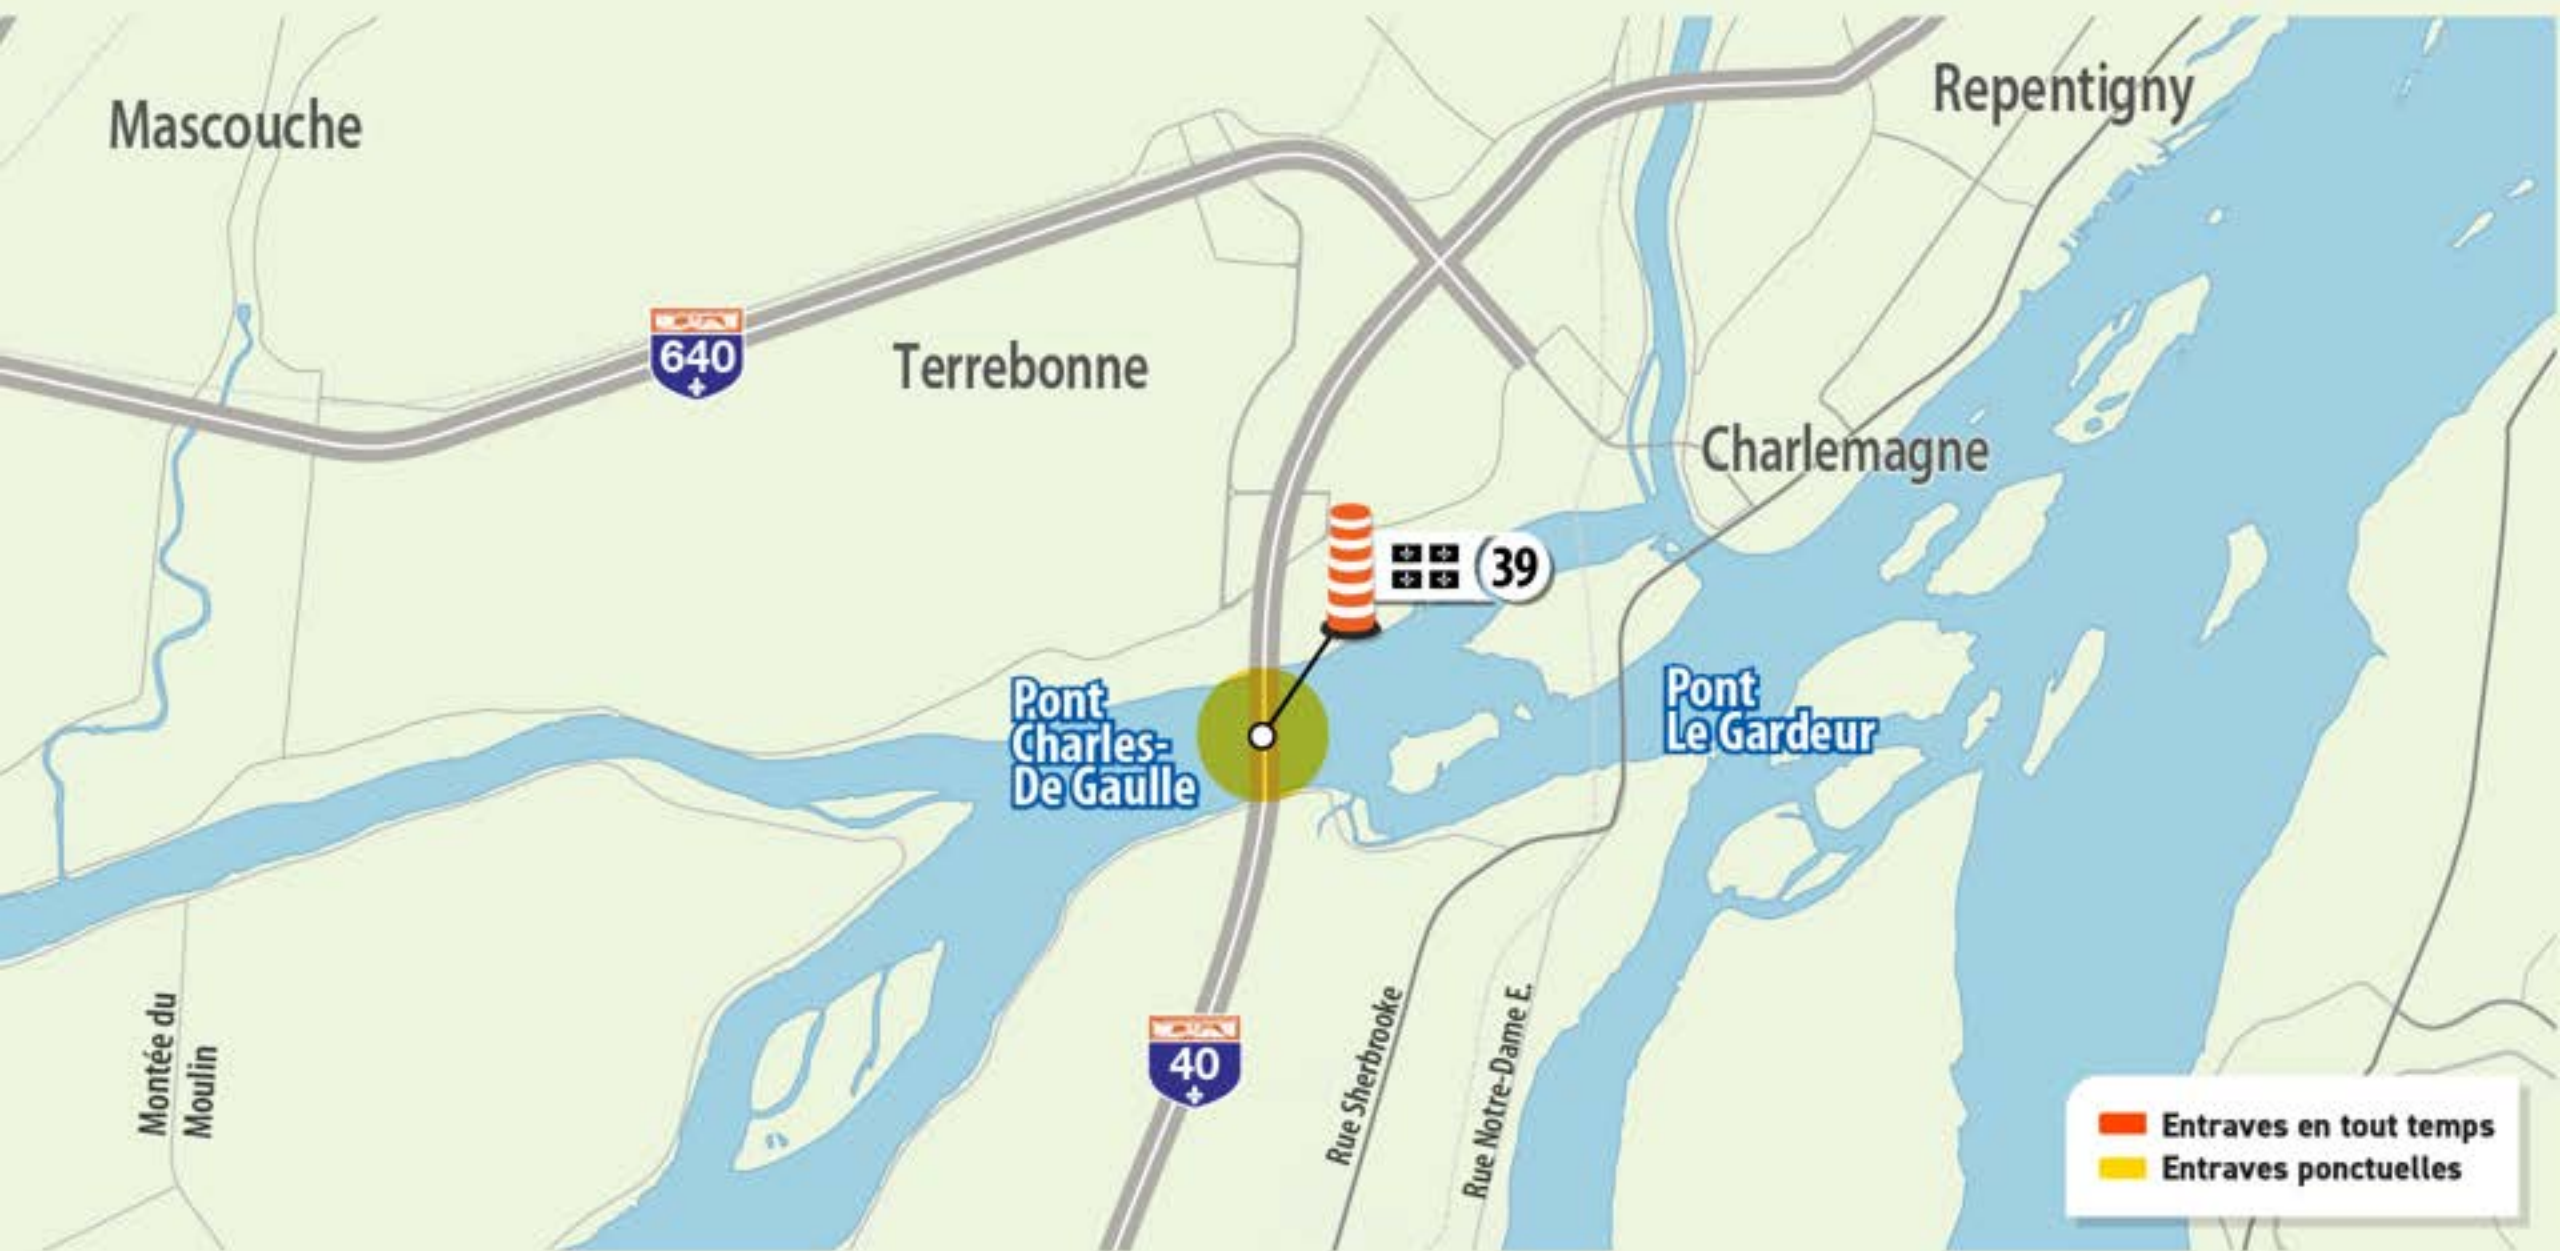 Mascouche
Repentigny
640
Terrebonne
Charlemagne
39
Pont
Charles-
De Gaulle
Pont
Le Gardeur
Montée du
Moulin
40
Rue Sherbrooke
Rue Notre-Dame E.
Entraves en tout temps
Entraves ponctuelles